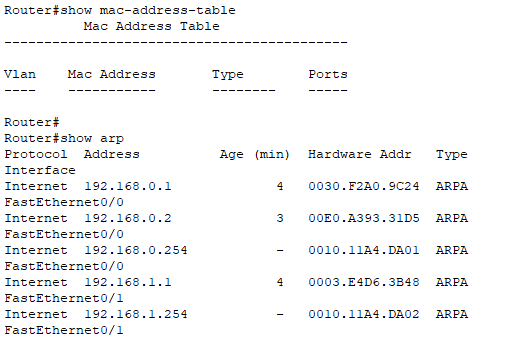 Router#show mac-address-table
          Mac Address Table
-------------------------------------------

Vlan    Mac Address       Type        Ports
----    -----------       --------    -----

Router#
Router#show arp
Protocol  Address          Age (min)  Hardware Addr   Type
Interface
Internet  192.168.0.1             4   0030.F2A0.9C24  ARPA
FastEthernet0/0
Internet  192.168.0.2             3   00E0.A393.31D5  ARPA
FastEthernet0/0
Internet  192.168.0.254           -   0010.11A4.DA01  ARPA
FastEthernet0/0
Internet  192.168.1.1             4   0003.E4D6.3B48  ARPA
FastEthernet0/1
Internet  192.168.1.254           -   0010.11A4.DA02  ARPA
FastEthernet0/1